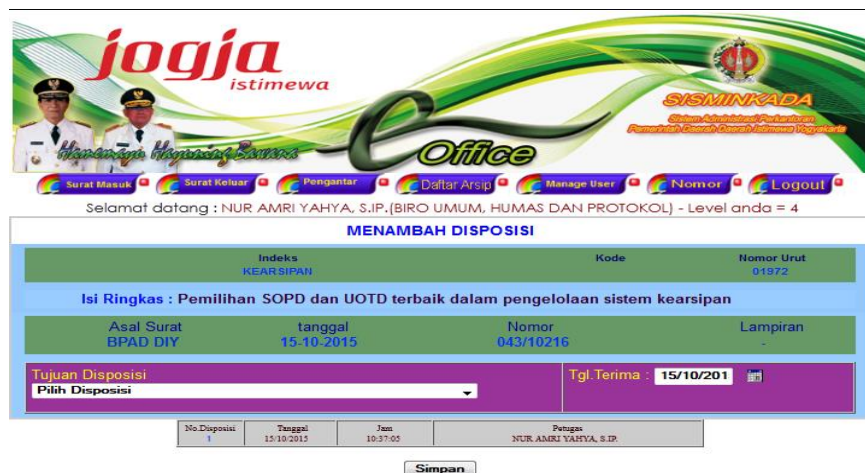 jogja
istimewa
Hamemayu Hayuning Bawana
e Office
SISMINKADA
Sistem Administrasi Perkantoran
Pemerintah Daerah Daerah Istimewa Yogyakarta
Surat Masuk Surat Keluar Pengantar Daftar Arsip Manage User Nomor Logout
Selamat datang : NUR AMRI YAHYA, S.IP.(BIRO UMUM, HUMAS DAN PROTOKOL) - Level anda = 4
MENAMBAH DISPOSISI
Indeks Kode Nomor Urut
KEARSIPAN 01972
Isi Ringkas : Pemilihan SOPD dan UOTD terbaik dalam pengelolaan sistem kearsipan
Asal Surat tanggal Nomor Lampiran
BPAD DIY 15-10-2015 043/10216 -
Tujuan Disposisi Tgl.Terima : 15/10/201
Pilih Disposisi
No.Disposisi Tanggal Jam Petugas
1 15/10/2015 10:37:05 NUR AMRI YAHYA, S.IP.
Simpan